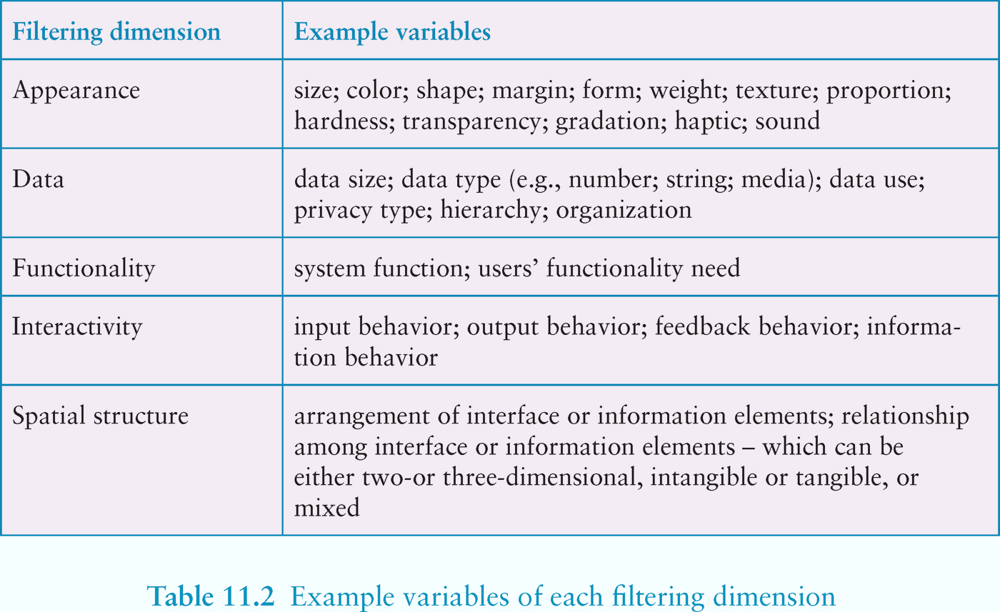 Filtering dimension Example variables
Appearance size; color; shape; margin; form; weight; texture; proportion;
hardness; transparency; gradation; haptic; sound
Data data size; data type (e.g., number; string; media); data use;
privacy type; hierarchy; organization
Functionality system function; users’ functionality need
Interactivity input behavior; output behavior; feedback behavior; informa-
tion behavior
Spatial structure arrangement of interface or information elements; relationship
among interface or information elements – which can be
either two-or three-dimensional, intangible or tangible, or
mixed
Table 11.2 Example variables of each filtering dimension